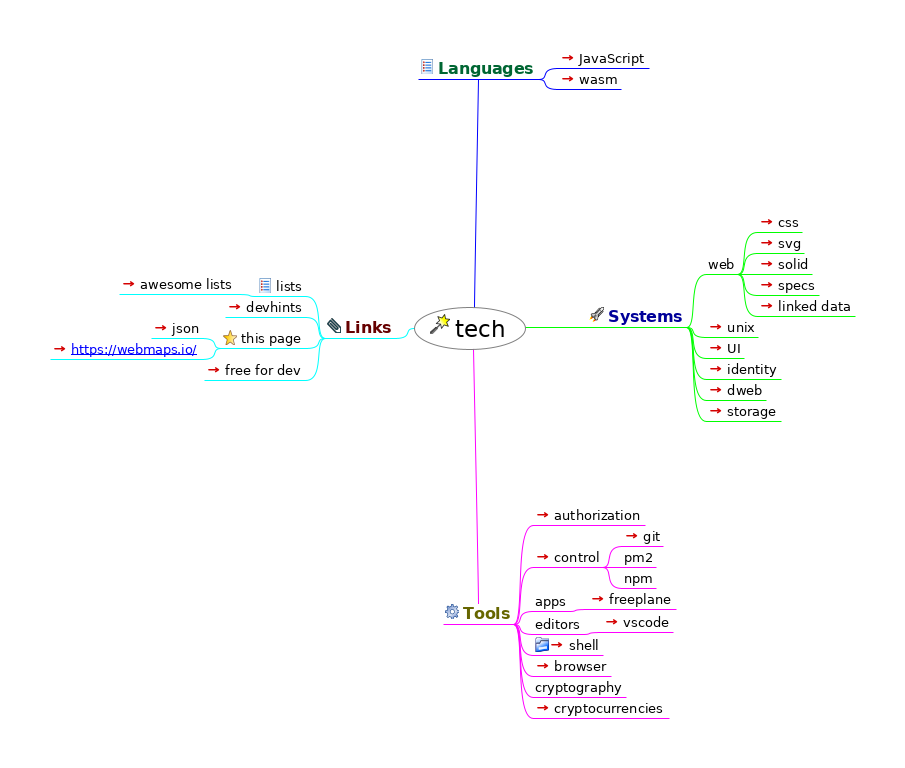 Languages
JavaScript
wasm
tech
Systems
web
css
svg
solid
specs
linked data
unix
UI
identity
dweb
storage
Links
lists
awesome lists
devhints
this page
json
https://webmaps.io/
free for dev
Tools
authorization
control
git
pm2
npm
apps
freeplane
editors
vscode
shell
browser
cryptography
cryptocurrencies